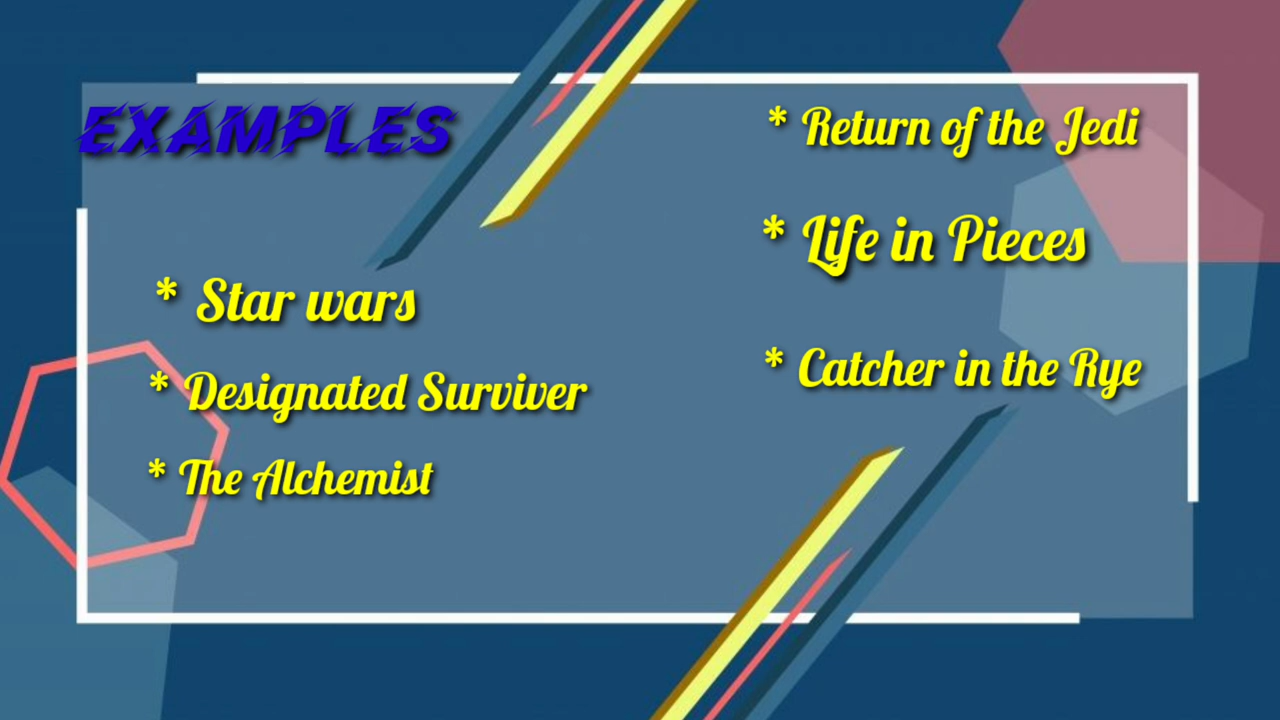 EXAMPLES
* Star wars
* Designated Surviver
* The Alchemist
* Return of the Jedi
* Life in Pieces
* Catcher in the Rye